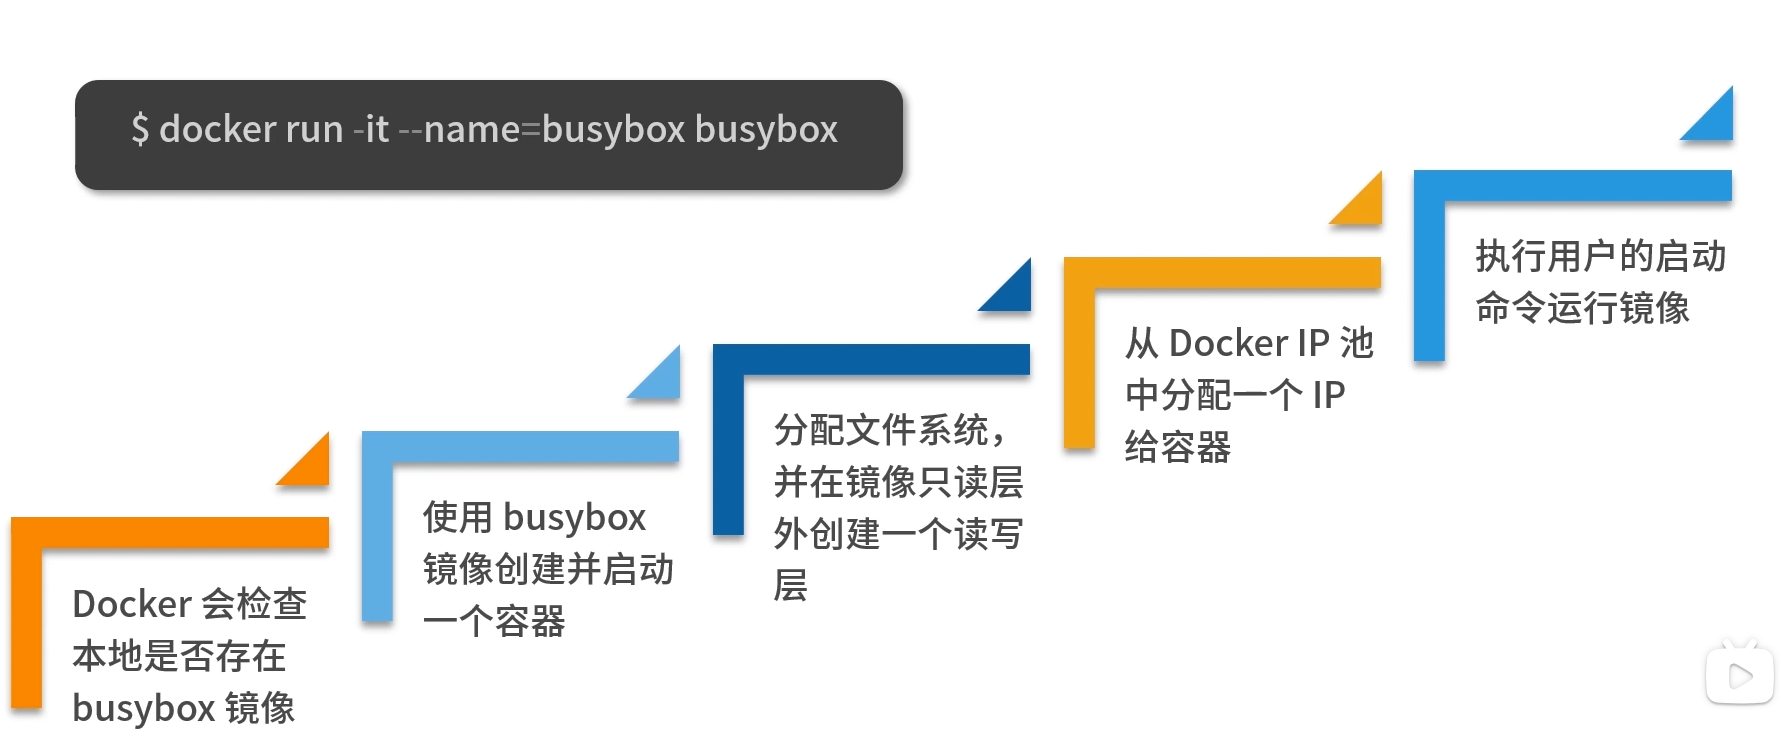 $ docker run -it --name=busybox busybox
Docker 会检查
本地是否存在
busybox 镜像
使用 busybox
镜像创建并启动
一个容器
分配文件系统，
并在镜像只读层
外创建一个读写
层
从 Docker IP 池
中分配一个 IP
给容器
执行用户的启动
命令运行镜像